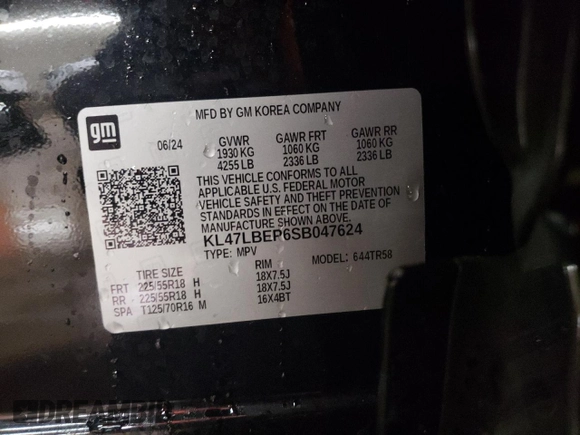 gm
MFD BY GM KOREA COMPANY
06/24 GVWR GAWR FRT GAWR RR
1930 KG 1060 KG 1060 KG
4255 LB 2336 LB 2336 LB
THIS VEHICLE CONFORMS TO ALL
APPLICABLE U.S. FEDERAL MOTOR
VEHICLE SAFETY AND THEFT PREVENTION
STANDARDS IN EFFECT ON THE DATE OF
MANUFACTURE SHOWN ABOVE.
KL47LBEP6SB047624
TYPE: MPV MODEL: 644TR58
TIRE SIZE RIM
FRT 225/55R18 H 18X7.5J
RR 225/55R18 H 18X7.5J
SPA T125/70R16 M 16X4BT